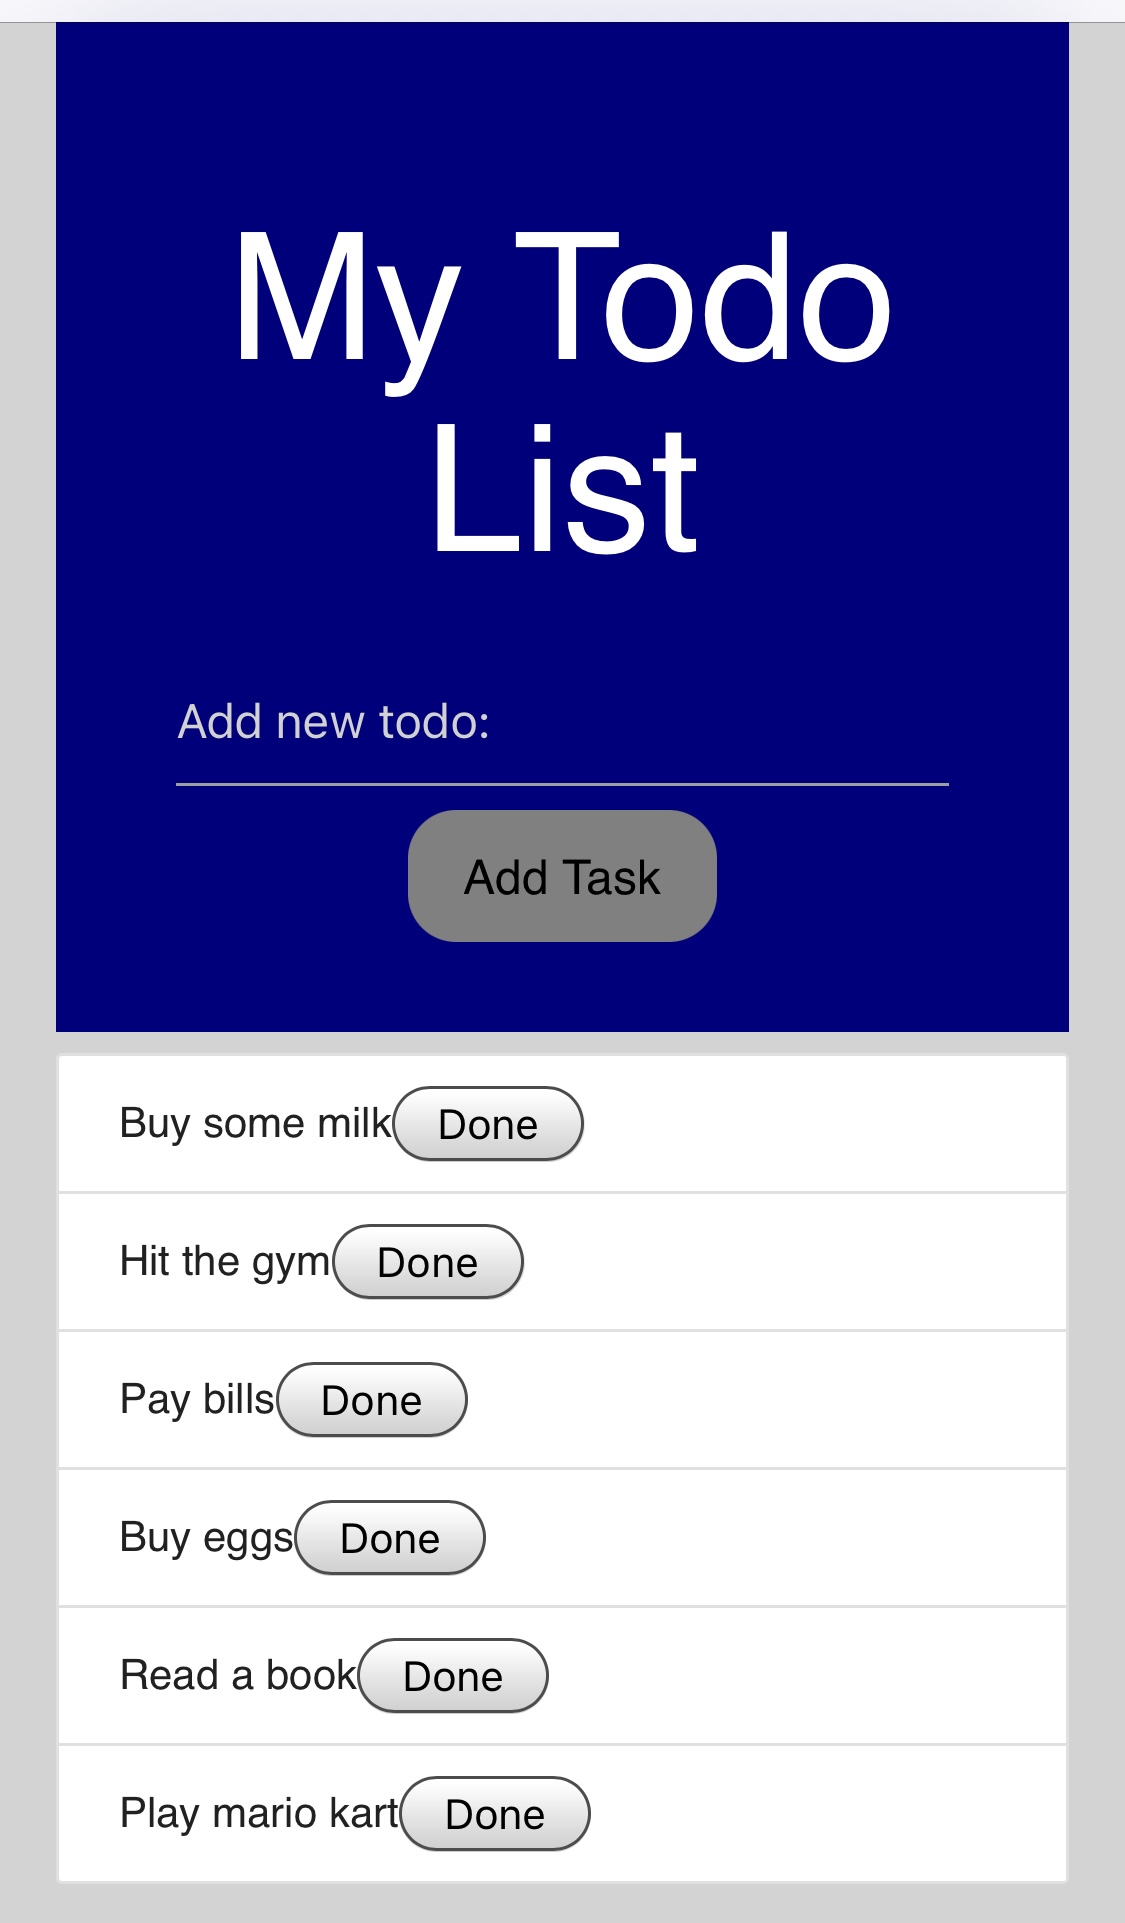 My Todo
List
Add new todo:
Add Task
Buy some milk Done
Hit the gym Done
Pay bills Done
Buy eggs Done
Read a book Done
Play mario kart Done